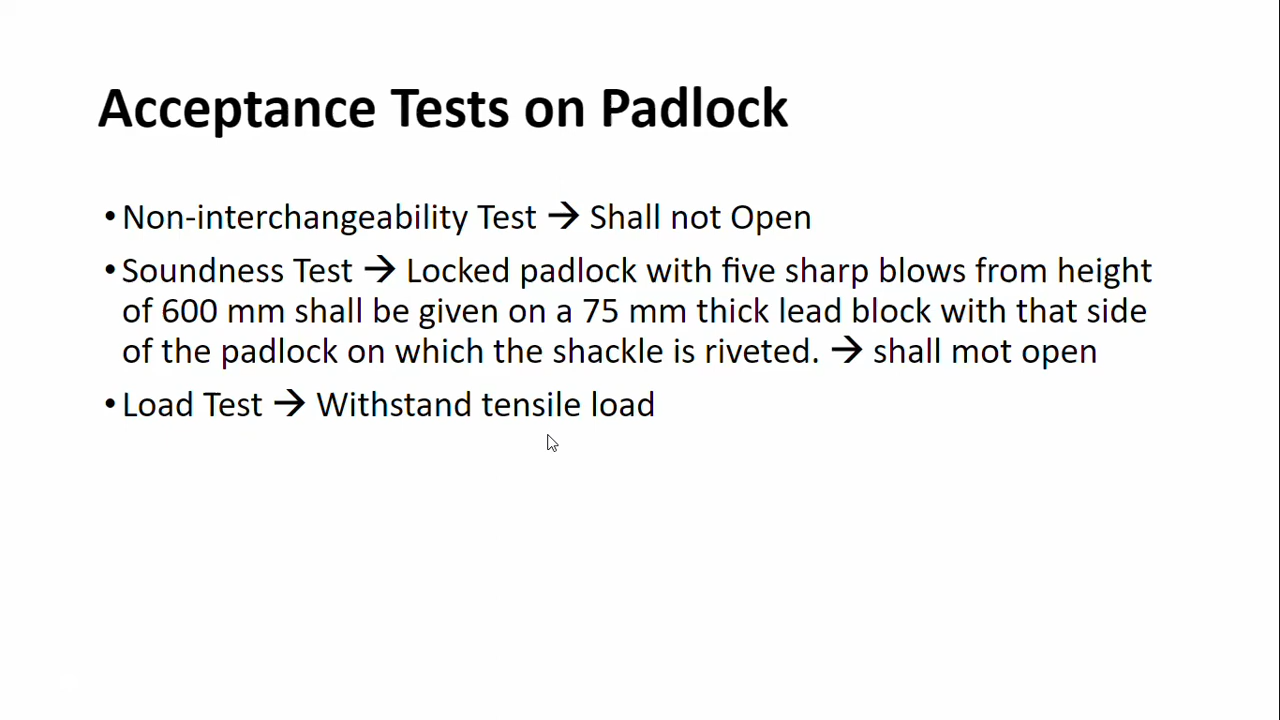 Acceptance Tests on Padlock
•Non-interchangeability Test → Shall not Open
•Soundness Test → Locked padlock with five sharp blows from height
of 600 mm shall be given on a 75 mm thick lead block with that side
of the padlock on which the shackle is riveted. → shall mot open
•Load Test → Withstand tensile load